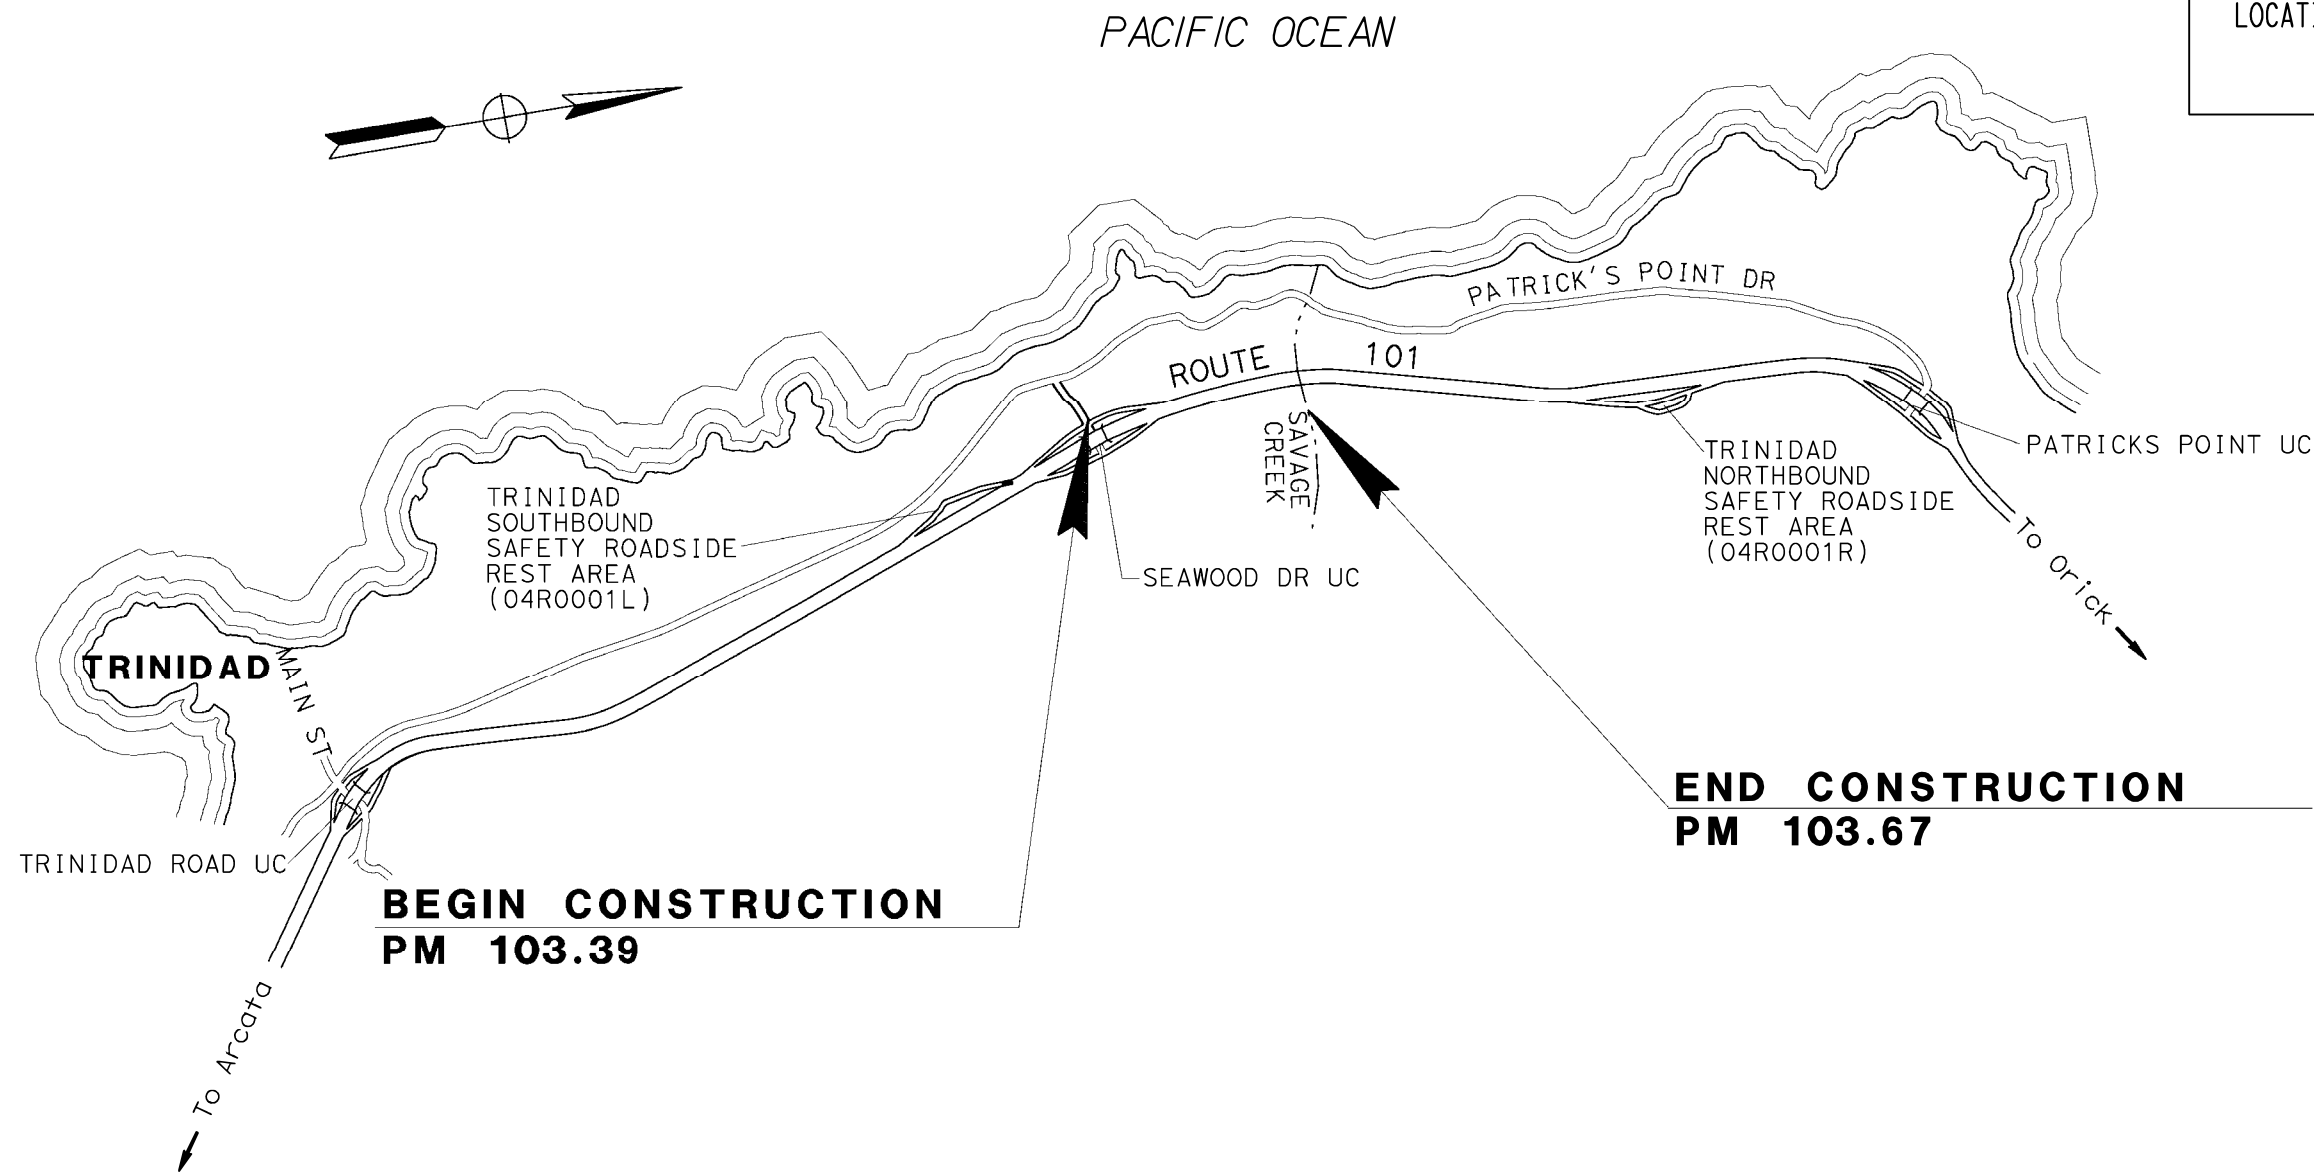 PACIFIC OCEAN
PATRICK'S POINT DR
ROUTE 101
SAVAGE
CREEK
TRINIDAD
SOUTHBOUND
SAFETY ROADSIDE
REST AREA
(04R0001L)
TRINIDAD
NORTHBOUND
SAFETY ROADSIDE
REST AREA
(04R0001R)
PATRICKS POINT UC
SEAWOOD DR UC
To Orick
TRINIDAD
MAIN ST
END CONSTRUCTION
PM 103.67
TRINIDAD ROAD UC
BEGIN CONSTRUCTION
PM 103.39
To Arcata